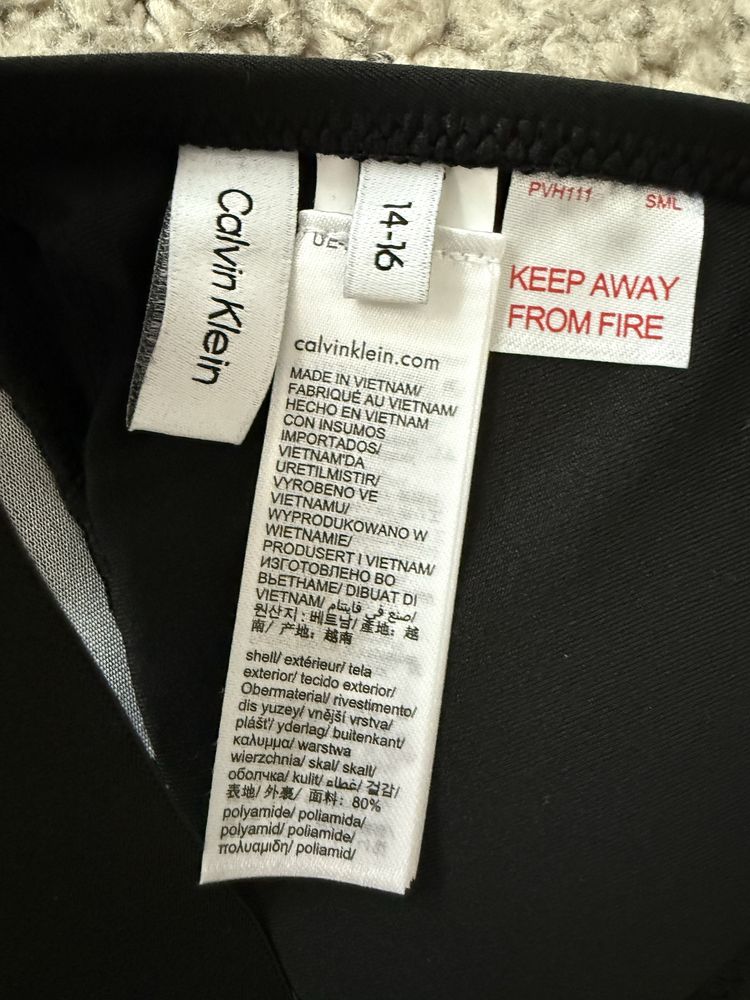 Calvin Klein
14-16
PVH111 SML
KEEP AWAY
FROM FIRE
calvinklein.com
MADE IN VIETNAM/
FABRIQUÉ AU VIETNAM/
HECHO EN VIETNAM
CON INSUMOS
IMPORTADOS/
VIETNAM'DA
URETILMISTIR/
VYROBENO VE
VIETNAMU/
WYPRODUKOWANO W
WIETNAMIE/
PRODUSERT I VIETNAM/
ИЗГОТОВЛЕНО ВО
ВЬЕТНАМЕ/ DIBUAT DI
VIETNAM/ صنع في فايتنام/
원산지 : 베트남/ 產地: 越
南/ 产地: 越南
shell/ extérieur/ tela
exterior/ tecido exterior/
Obermaterial/ rivestimento/
dis yuzey/ vnější vrstva/
plášť/ yderlag/ buitenkant/
καλυμμα/ warstwa
wierzchnia/ skal/ skall/
оболчка/ kulit/ غطاء/ 겉감/
表地/ 外裹/ 面料: 80%
polyamide/ poliamida/
polyamid/ poliamide/
πολυαμιδη/ poliamid/